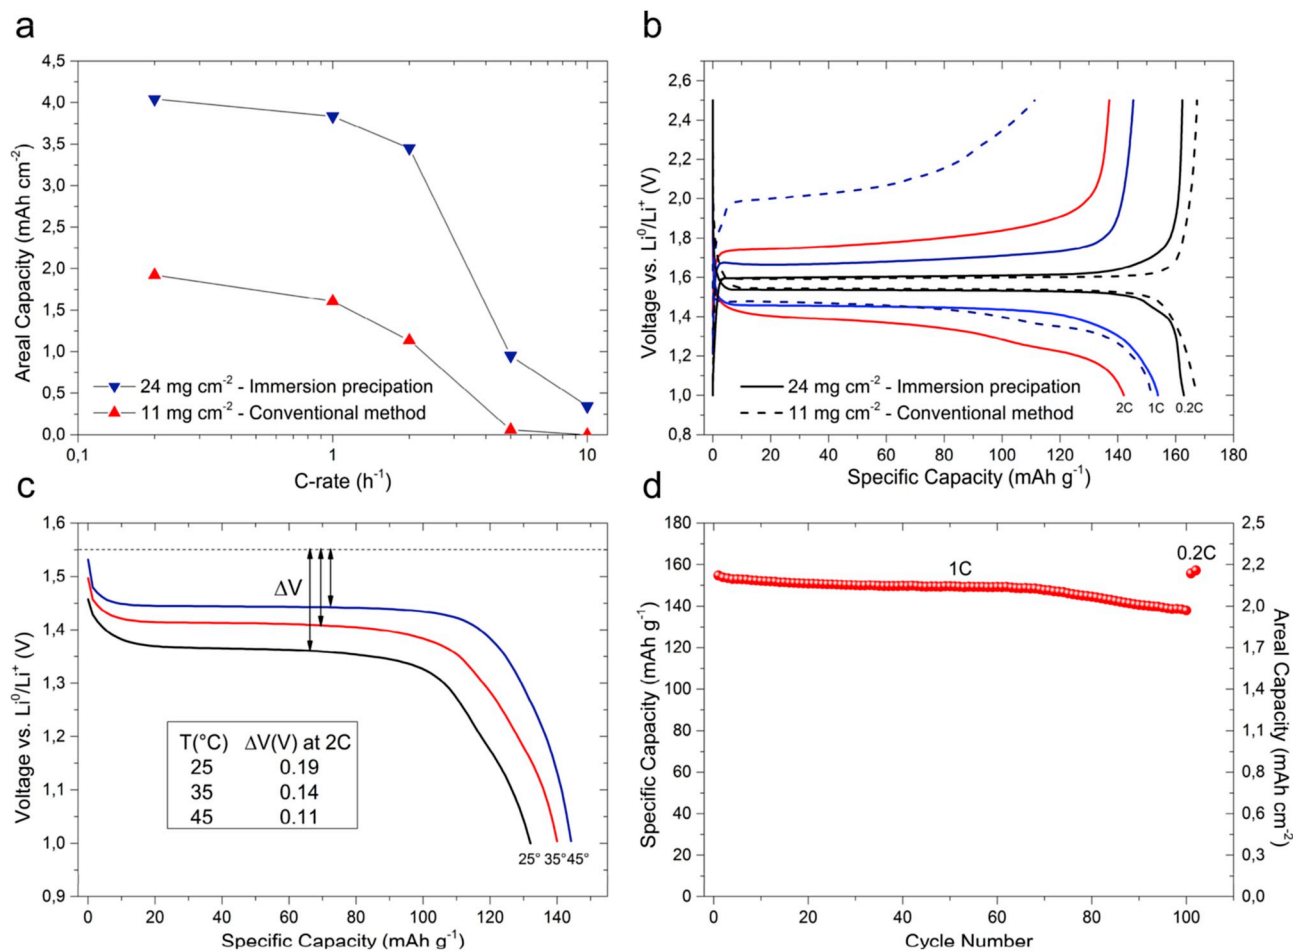 a
4,5
4,0
3,5
3,0
2,5
2,0
1,5
1,0
0,5
0,0
Areal Capacity (mAh cm-2)
24 mg cm-2 - Immersion precipation
11 mg cm-2 - Conventional method
0,1 1 10
C-rate (h-1)
b
2,6
2,4
2,2
2,0
1,8
1,6
1,4
1,2
1,0
0,8
Voltage vs. Li0/Li+ (V)
24 mg cm-2 - Immersion precipation
11 mg cm-2 - Conventional method
2C 1C 0.2C
0 20 40 60 80 100 120 140 160 180
Specific Capacity (mAh g-1)
c
1,6
1,5
1,4
1,3
1,2
1,1
1,0
0,9
Voltage vs. Li0/Li+ (V)
ΔV
T(°C) ΔV(V) at 2C
25 0.19
35 0.14
45 0.11
25° 35° 45°
0 20 40 60 80 100 120 140
Specific Capacity (mAh g-1)
d
180
160
140
120
100
80
60
40
20
0
Specific Capacity (mAh g-1)
1C
0.2C
2,5
2,2
2,0
1,7
1,4
1,1
0,8
0,6
0,3
0,0
Areal Capacity (mAh cm-2)
0 20 40 60 80 100
Cycle Number